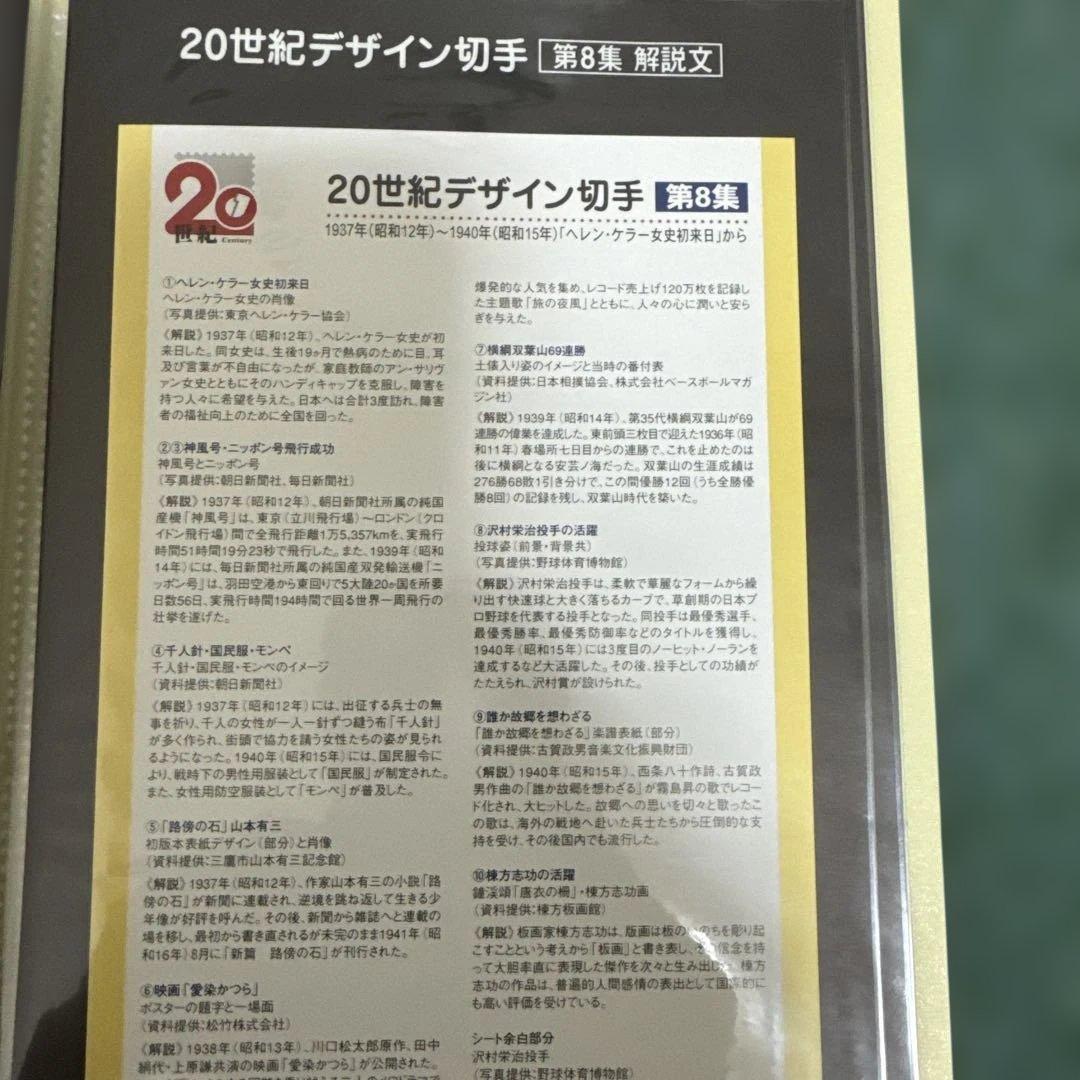 20世紀デザイン切手 第8集 解説文
20世紀 Century
20世紀デザイン切手 第8集
1937年(昭和12年)～1940年(昭和15年)「ヘレン・ケラー女史初来日」から
①ヘレン・ケラー女史初来日
ヘレン・ケラー女史の肖像
(写真提供:東京ヘレン・ケラー協会)
《解説》1937年(昭和12年)、ヘレン・ケラー女史が初
来日した。同女史は、生後19ヶ月で熱病のために目、耳
及び言葉が不自由になったが、家庭教師のアン・サリヴ
ァン女史とともにそのハンディキャップを克服し、障害を
持つ人々に希望を与えた。日本へは合計3度訪れ、障害
者の福祉向上のために全国を回った。
②③神風号・ニッポン号飛行成功
神風号とニッポン号
(写真提供:朝日新聞社、毎日新聞社)
《解説》1937年(昭和12年)、朝日新聞社所属の純国
産機「神風号」は、東京(立川飛行場)～ロンドン(クロ
イドン飛行場)間で全飛行距離1万5,357kmを、実飛行
時間51時間19分23秒で飛行した。また、1939年(昭和
14年)には、毎日新聞社所属の純国産双発輸送機「ニ
ッポン号」は、羽田空港から東回りで5大陸20ヶ国を所要
日数56日、実飛行時間194時間で回る世界一周飛行の
壮挙を遂げた。
④千人針・国民服・モンペ
千人針・国民服・モンペのイメージ
(資料提供:朝日新聞社)
《解説》1937年(昭和12年)には、出征する兵士の無
事を祈り、千人の女性が一人一針ずつ縫う布「千人針」
が多く作られ、街頭で協力を請う女性たちの姿が見られ
るようになった。1940年(昭和15年)には、国民服令に
より、戦時下の男性用服装として「国民服」が制定された。
また、女性用防空服装として「モンペ」が普及した。
⑤「路傍の石」山本有三
初版本表紙デザイン(部分)と肖像
(資料提供:三鷹市山本有三記念館)
《解説》1937年(昭和12年)、作家山本有三の小説「路
傍の石」が新聞に連載され、逆境を跳ね返して生きる少
年像が好評を呼んだ。その後、新聞から雑誌へと連載の
場を移し、最初から書き直されるが未完のまま1941年(昭
和16年)8月に「新篇　路傍の石」が刊行された。
⑥映画「愛染かつら」
ポスターの題字と一場面
(資料提供:松竹株式会社)
《解説》1938年(昭和13年)、川口松太郎原作、田中
絹代・上原謙共演の映画「愛染かつら」が公開された。
爆発的な人気を集め、レコード売上げ120万枚を記録し
た主題歌「旅の夜風」とともに、人々の心に潤いと安ら
ぎを与えた。
⑦横綱双葉山69連勝
土俵入り姿のイメージと当時の番付表
(資料提供:日本相撲協会、株式会社ベースボールマガ
ジン社)
《解説》1939年(昭和14年)、第35代横綱双葉山が69
連勝の偉業を達成した。東前頭三枚目で迎えた1936年(昭
和11年)春場所七日目からの連勝で、これを止めたのは
後に横綱となる安芸ノ海だった。双葉山の生涯成績は
276勝68敗1引き分けで、この間優勝12回(うち全勝優
勝8回)の記録を残し、双葉山時代を築いた。
⑧沢村栄治投手の活躍
投球姿(前景・背景共)
(写真提供:野球体育博物館)
《解説》沢村栄治投手は、柔軟で華麗なフォームから繰
り出す快速球と大きく落ちるカーブで、草創期の日本プ
ロ野球を代表する投手となった。同投手は最優秀選手、
最優秀勝率、最優秀防御率などのタイトルを獲得し、
1940年(昭和15年)には3度目のノーヒット・ノーランを
達成するなど大活躍した。その後、投手としての功績が
たたえられ、沢村賞が設けられた。
⑨誰か故郷を想わざる
「誰か故郷を想わざる」楽譜表紙(部分)
(資料提供:古賀政男音楽文化振興財団)
《解説》1940年(昭和15年)、西条八十作詩、古賀政
男作曲の「誰か故郷を想わざる」が霧島昇の歌でレコー
ド化され、大ヒットした。故郷への思いを切々と歌ったこ
の歌は、海外の戦地へ赴いた兵士たちから圧倒的な支
持を受け、その後国内でも流行した。
⑩棟方志功の活躍
鐘渓頌「唐衣の柵」・棟方志功画
(資料提供:棟方板画館)
《解説》板画家棟方志功は、版画は板のいのちを彫り起
こすことという考えから「板画」と書き表し、その信念を持
って大胆率直に表現した傑作を次々と生み出した。棟方
志功の作品は、普遍的人間感情の表出として国際的に
も高い評価を受けている。
シート余白部分
沢村栄治投手
(写真提供:野球体育博物館)